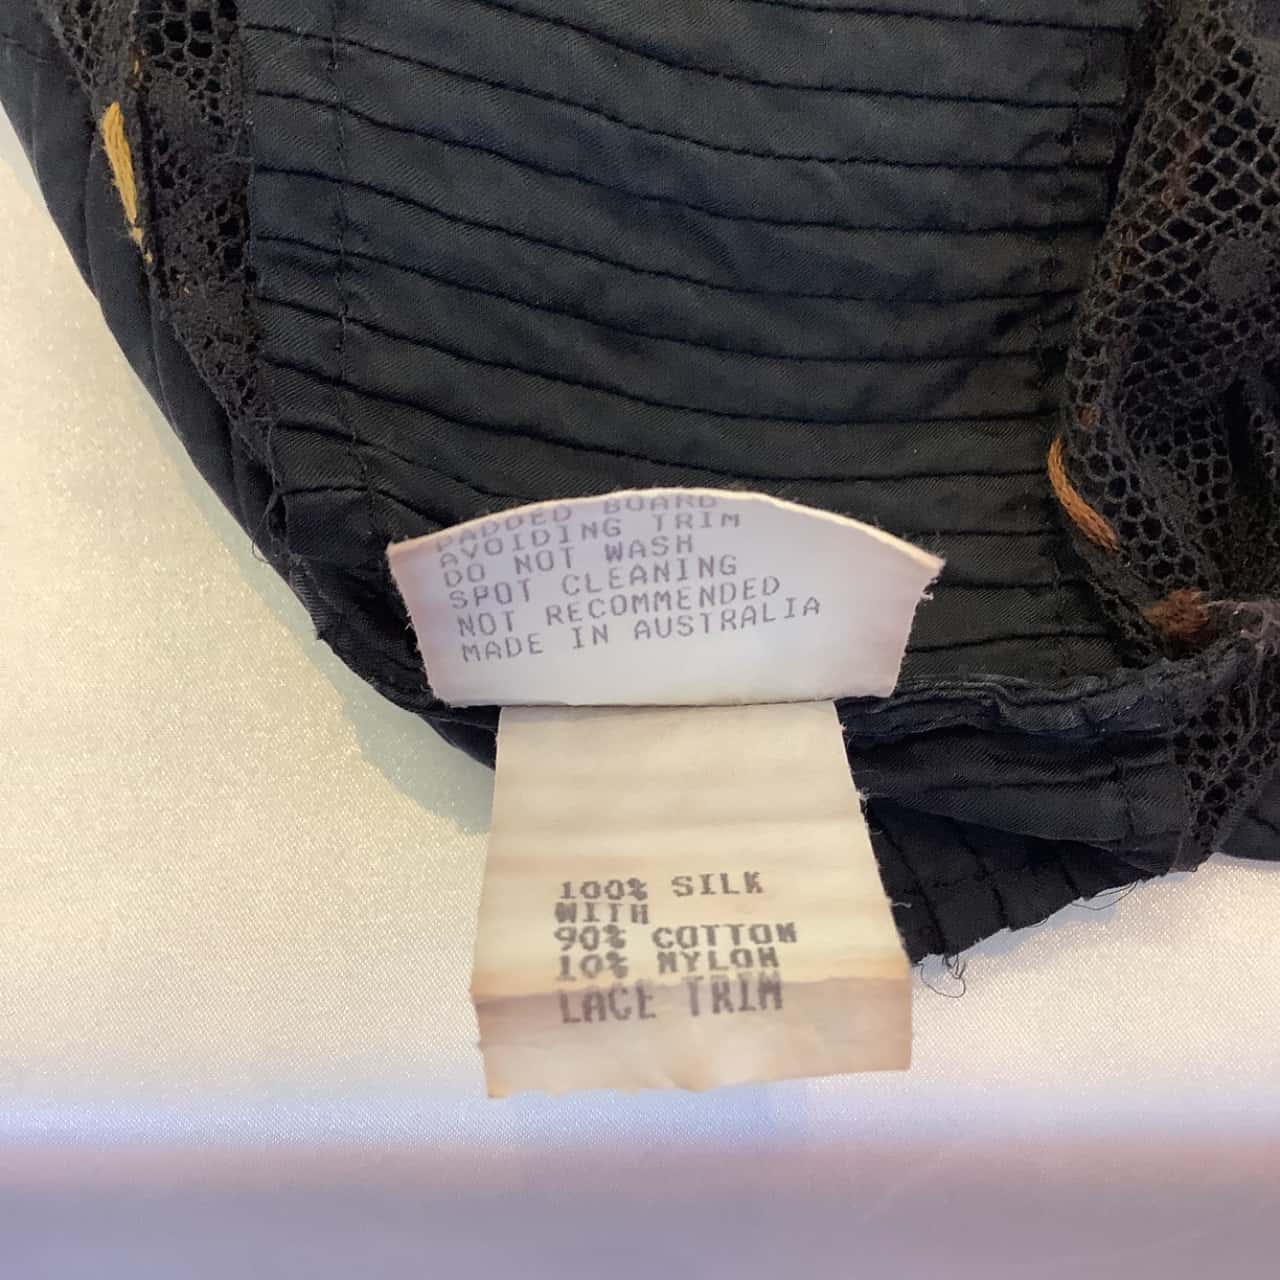 PADDED BOARD
AVOIDING TRIM
DO NOT WASH
SPOT CLEANING
NOT RECOMMENDED
MADE IN AUSTRALIA
100% SILK
WITH
90% COTTON
10% NYLON
LACE TRIM